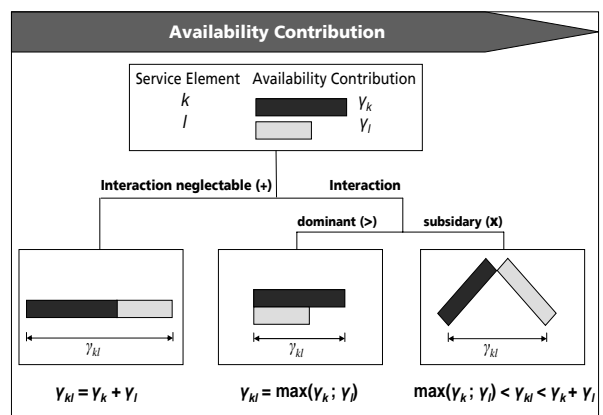 Availability Contribution
Service Element Availability Contribution
k γk
l γl
Interaction neglectable (+) Interaction
dominant (>) subsidary (x)
γkl γkl γkl
γkl = γk + γl γkl = max(γk ; γl) max(γk ; γl) < γkl < γk + γl